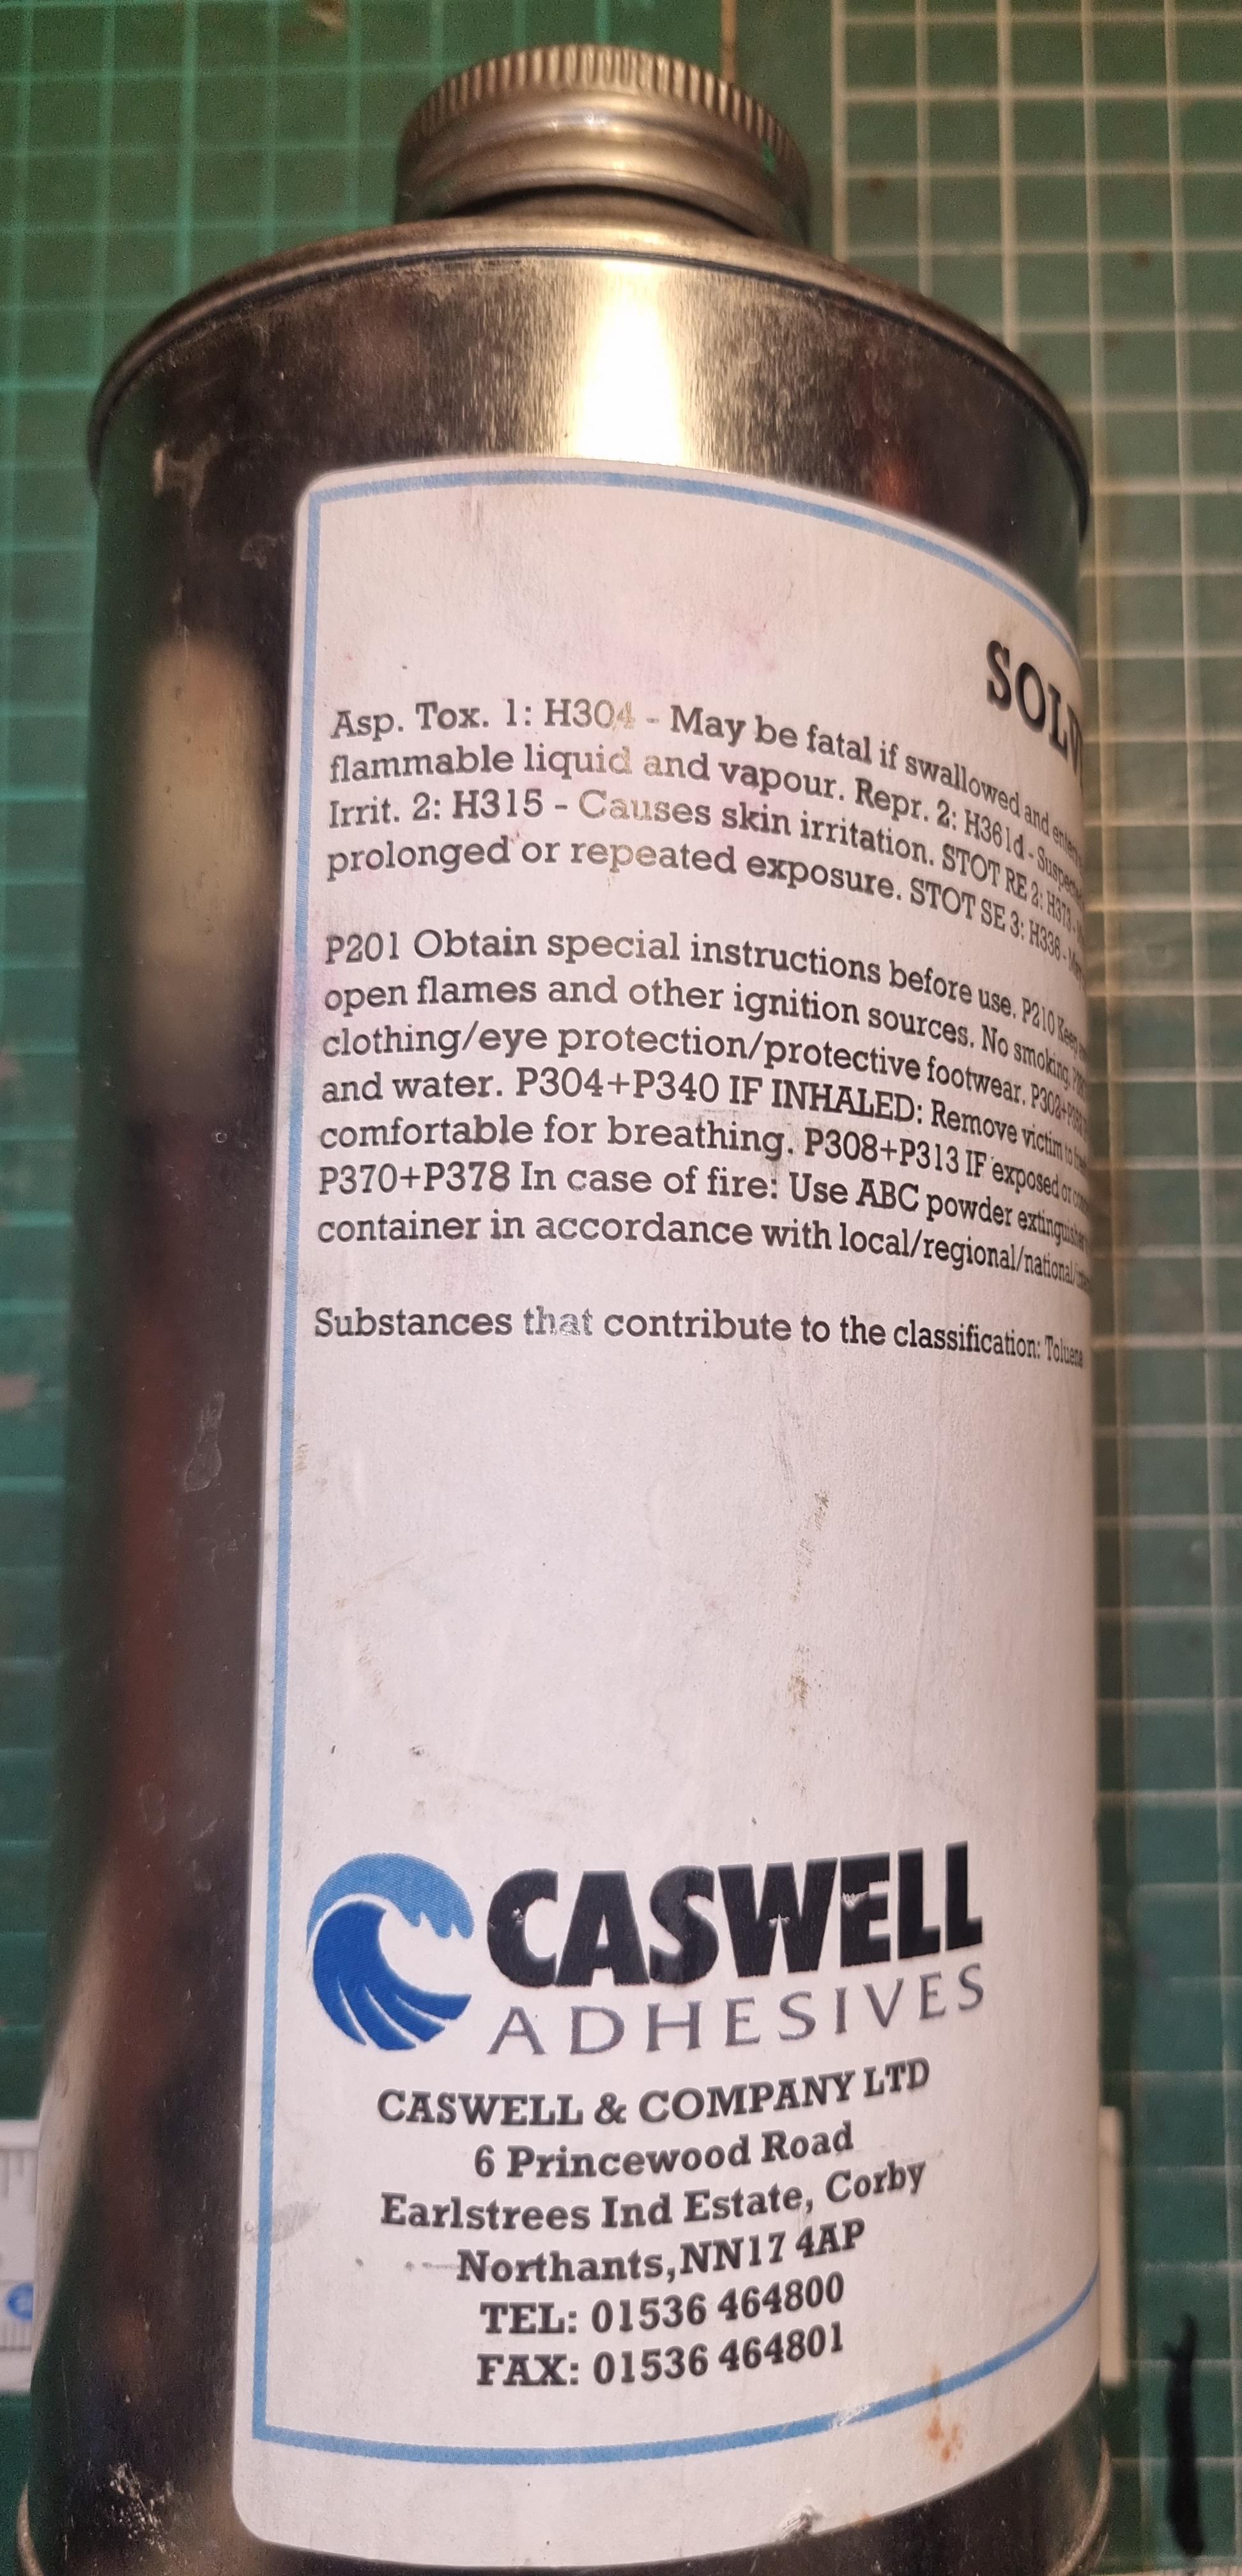 SOLV
Asp. Tox. 1: H304 - May be fatal if swallowed and
flammable liquid and vapour. Repr. 2: H361d -
Irrit. 2: H315 - Causes skin irritation. STOT RE 2: H373 -
prolonged or repeated exposure. STOT SE 3: H336 -
P201 Obtain special instructions before use. P210 Keep
open flames and other ignition sources. No smoking.
clothing/eye protection/protective footwear.
and water. P304+P340 IF INHALED: Remove victim to
comfortable for breathing. P308+P313 IF exposed or
P370+P378 In case of fire: Use ABC powder
container in accordance with local/regional/national/
Substances that contribute to the classification: Toluene
CASWELL
ADHESIVES
CASWELL & COMPANY LTD
6 Princewood Road
Earlstrees Ind Estate, Corby
Northants,NN17 4AP
TEL: 01536 464800
FAX: 01536 464801